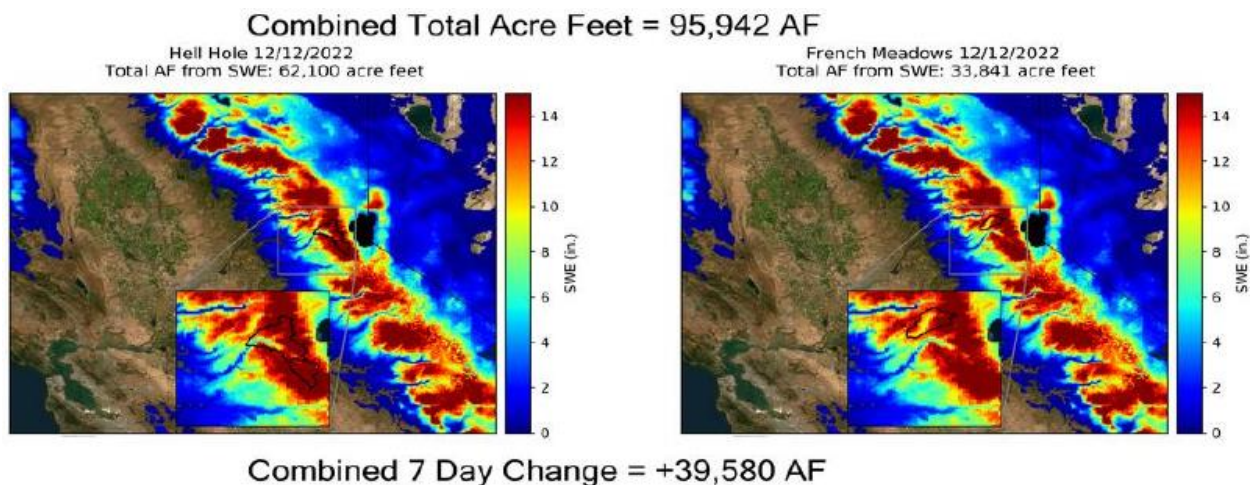 Combined Total Acre Feet = 95,942 AF
Hell Hole 12/12/2022
Total AF from SWE: 62,100 acre feet
French Meadows 12/12/2022
Total AF from SWE: 33,841 acre feet
14
12
10
8
6
4
2
0
SWE (in.)
14
12
10
8
6
4
2
0
SWE (in.)
Combined 7 Day Change = +39,580 AF